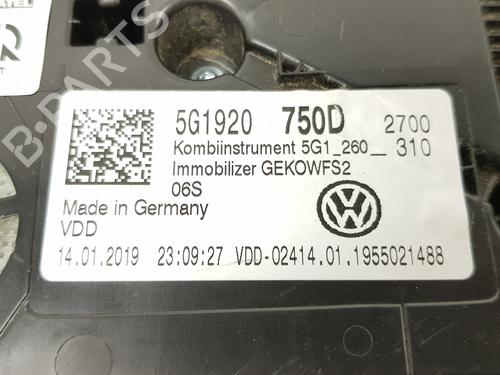 ATEL
B-PARTS
5G1920 750D 2700
Kombiinstrument 5G1_260_ 310
Immobilizer GEKOWFS2
06S
Made in Germany
VDD
14.01.2019 23:09:27 VDD-02414.01.1955021488